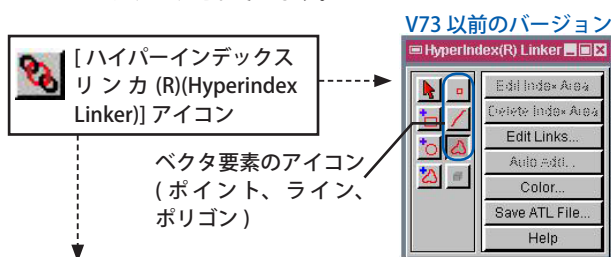 V73 以前のバージョン
[ ハイパーインデックス
リ ン カ (R)(Hyperindex
Linker)] アイコン
HyperIndex(R) Linker
Edit Index Area
Delete Index Area
Edit Links...
Auto Add...
Color...
Save ATL File...
Help
ベクタ要素のアイコン
( ポイント、ライン、
ポリゴン )